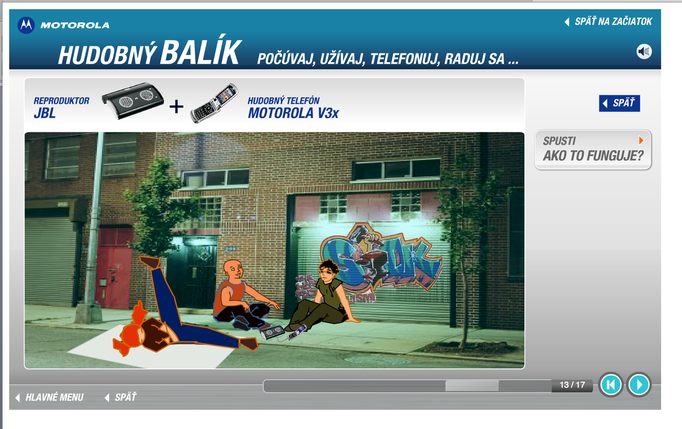 MOTOROLA
SPÄŤ NA ZAČIATOK
HUDOBNÝ BALÍK POČÚVAJ, UŽÍVAJ, TELEFONUJ, RADUJ SA ...
REPRODUKTOR
JBL
+
HUDOBNÝ TELEFÓN
MOTOROLA V3x
SPÄŤ
SPUSTI
AKO TO FUNGUJE?
13 / 17
HLAVNÉ MENU
SPÄŤ